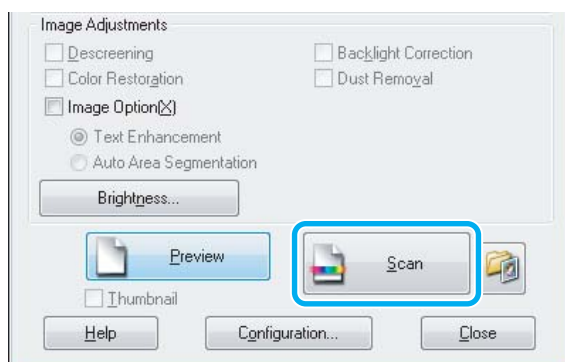 Image Adjustments
Descreening
Backlight Correction
Color Restoration
Dust Removal
Image Option(X)
Text Enhancement
Auto Area Segmentation
Brightness...
Preview
Scan
Thumbnail
Help
Configuration...
Close